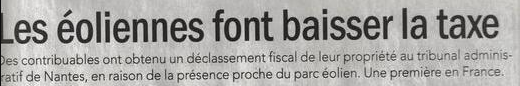 Les éoliennes font baisser la taxe
Des contribuables ont obtenu un déclassement fiscal de leur propriété au tribunal adminis-
ratif de Nantes, en raison de la présence proche du parc éolien. Une première en France.